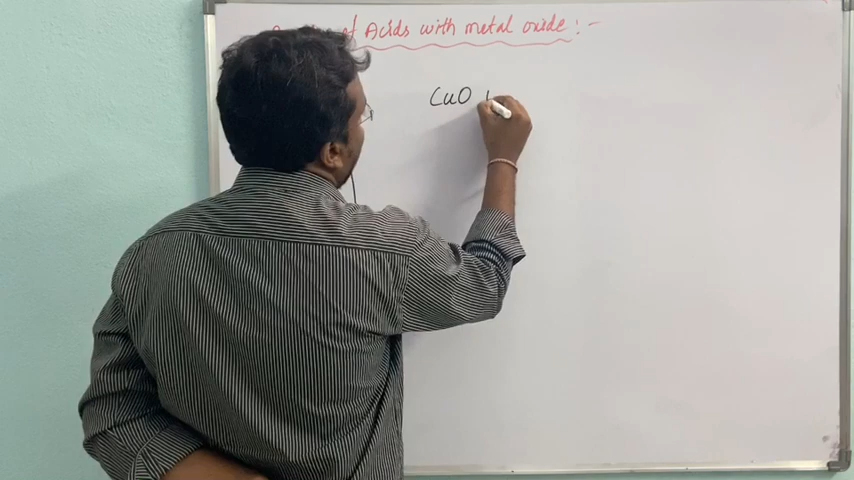 of Acids with metal oxide :-
CuO